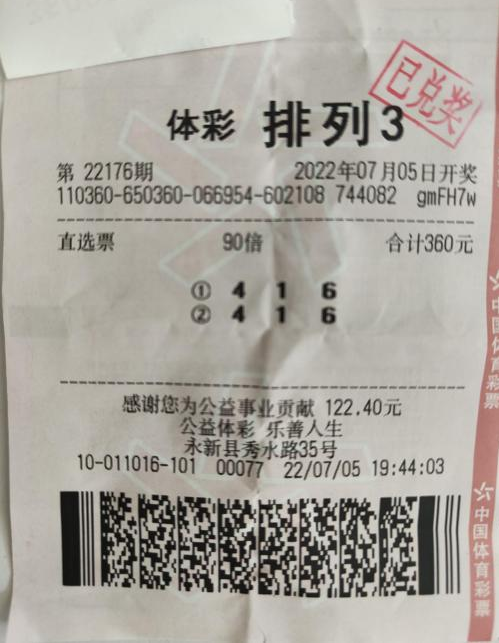 已兑奖
体彩 排列3
第 22176期 2022年07月05日开奖
110360-650360-066954-602108 744082 gmFH7w
直选票 90倍 合计360元
① 4 1 6
② 4 1 6
感谢您为公益事业贡献 122.40元
公益体彩 乐善人生
永新县秀水路35号
10-011016-101 00077 22/07/05 19:44:03
中国体育彩票
中国体育彩票